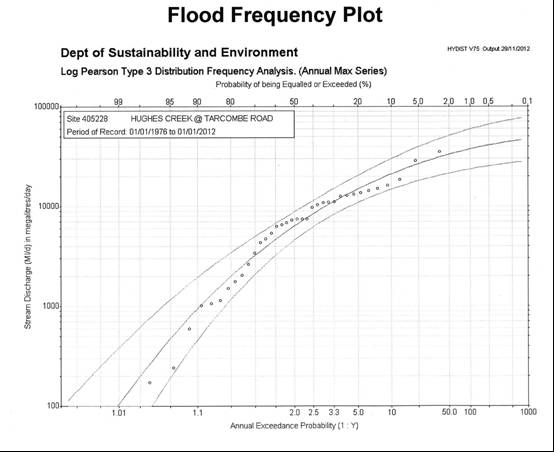 Flood Frequency Plot
Dept of Sustainability and Environment
HYDIST V75 Output 29/11/2012
Log Pearson Type 3 Distribution Frequency Analysis. (Annual Max Series)
Probability of being Equalled or Exceeded (%)
99 95 90 80 50 20 10 5.0 2.0 1.0 0.5 0.1
100000
Site 405228 HUGHES CREEK @ TARCOMBE ROAD
Period of Record: 01/01/1976 to 01/01/2012
10000
Stream Discharge (Ml/d) in megalitres/day
1000
100
1.01 1.1 2.0 2.5 3.3 5.0 10 50.0 100 1000
Annual Exceedance Probability (1 : Y)